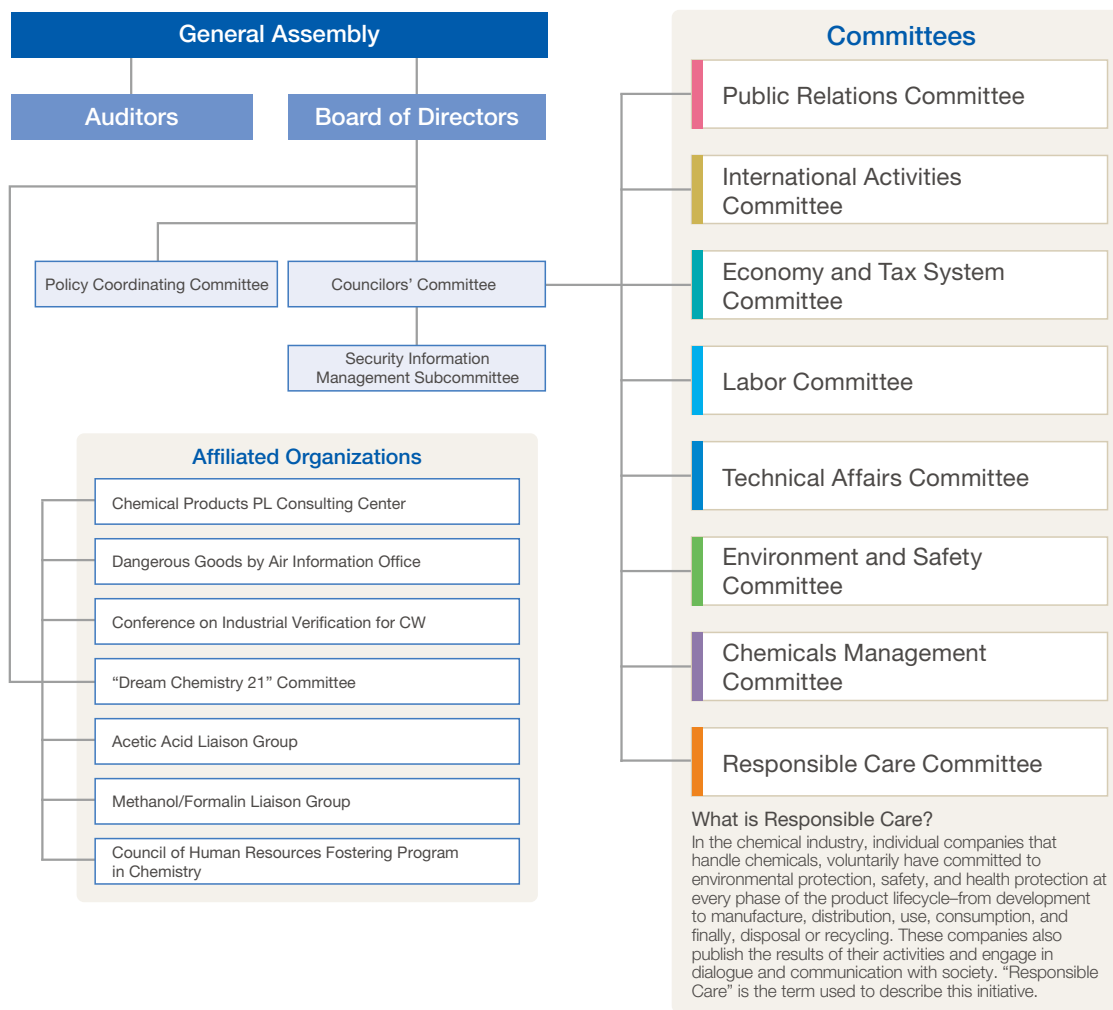 General Assembly
Auditors
Board of Directors
Policy Coordinating Committee
Councilors’ Committee
Security Information
Management Subcommittee
Affiliated Organizations
Chemical Products PL Consulting Center
Dangerous Goods by Air Information Office
Conference on Industrial Verification for CW
“Dream Chemistry 21” Committee
Acetic Acid Liaison Group
Methanol/Formalin Liaison Group
Council of Human Resources Fostering Program
in Chemistry
Committees
Public Relations Committee
International Activities
Committee
Economy and Tax System
Committee
Labor Committee
Technical Affairs Committee
Environment and Safety
Committee
Chemicals Management
Committee
Responsible Care Committee
What is Responsible Care?
In the chemical industry, individual companies that
handle chemicals, voluntarily have committed to
environmental protection, safety, and health protection at
every phase of the product lifecycle–from development
to manufacture, distribution, use, consumption, and
finally, disposal or recycling. These companies also
publish the results of their activities and engage in
dialogue and communication with society. “Responsible
Care” is the term used to describe this initiative.